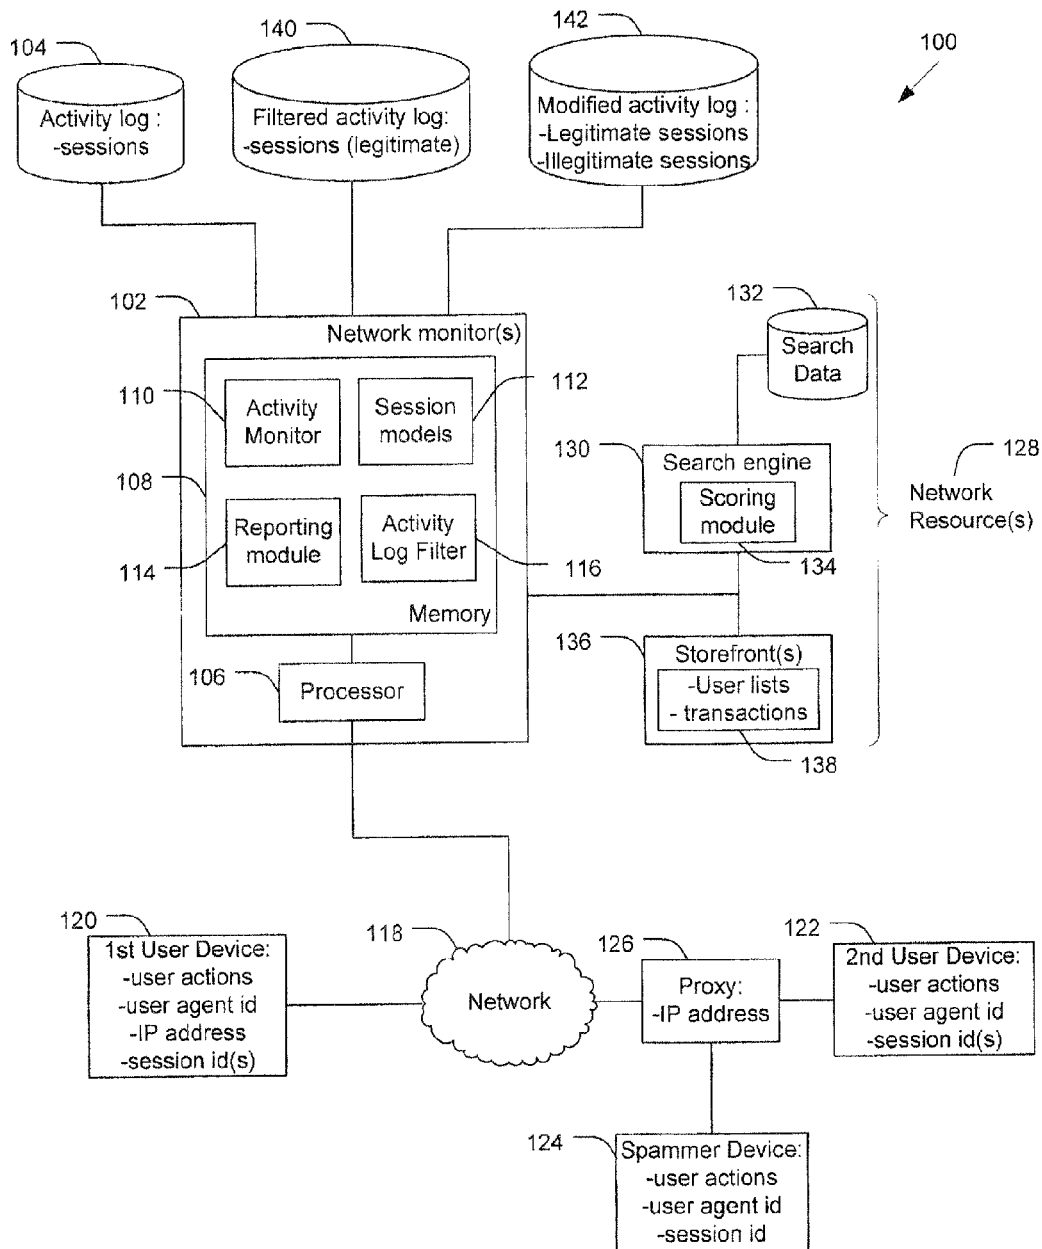 104
140
142
100
Activity log :
-sessions
Filtered activity log:
-sessions (legitimate)
Modified activity log :
-Legitimate sessions
-Illegitimate sessions
102
Network monitor(s)
132
Search
Data
110
Activity
Monitor
Session
models
112
130
Search engine
Scoring
module
134
128
Network
Resource(s)
108
Reporting
module
114
Activity
Log Filter
116
Memory
136
Storefront(s)
-User lists
- transactions
138
106
Processor
120
1st User Device:
-user actions
-user agent id
-IP address
-session id(s)
118
Network
126
Proxy:
-IP address
122
2nd User Device:
-user actions
-user agent id
-session id(s)
124
Spammer Device:
-user actions
-user agent id
-session id